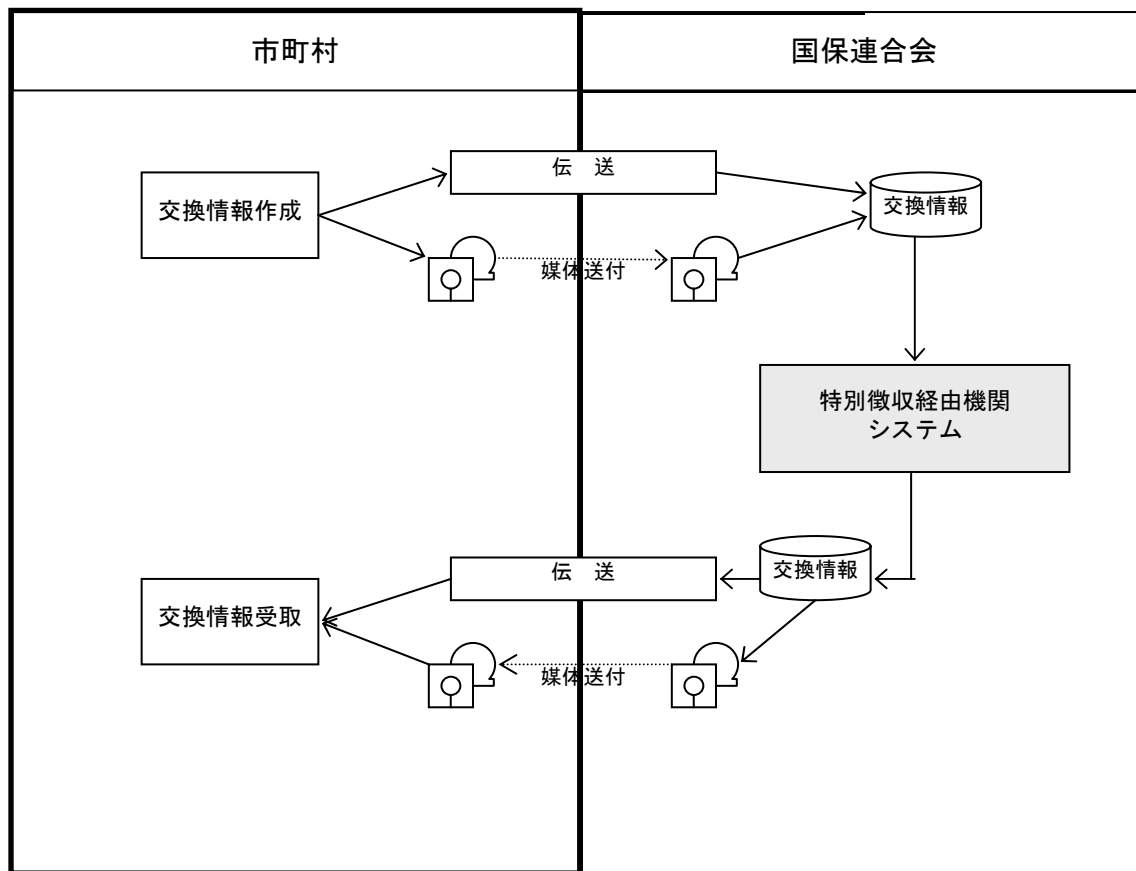 市町村
国保連合会
伝 送
交換情報作成
交換情報
媒体送付
特別徴収経由機関
システム
伝 送
交換情報
交換情報受取
媒体送付